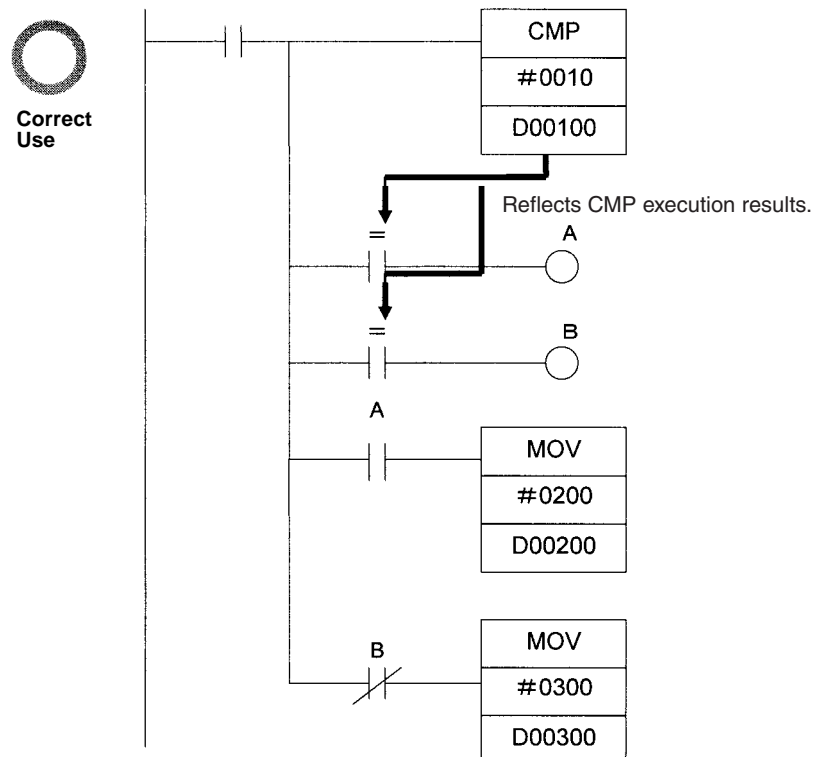 Correct
Use
CMP
#0010
D00100
Reflects CMP execution results.
=
A
=
B
A
MOV
#0200
D00200
B
MOV
#0300
D00300